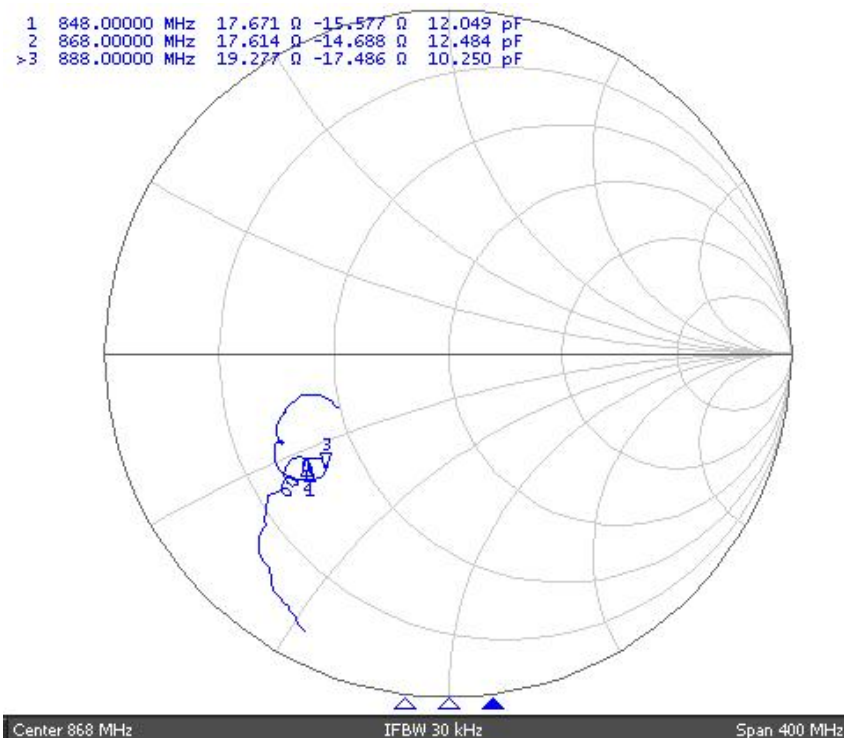 1 848.00000 MHz 17.671 Ω -15.577 Ω 12.049 pF
2 868.00000 MHz 17.614 Ω -14.688 Ω 12.484 pF
>3 888.00000 MHz 19.277 Ω -17.486 Ω 10.250 pF
3
1
Center 868 MHz IFBW 30 kHz Span 400 MHz